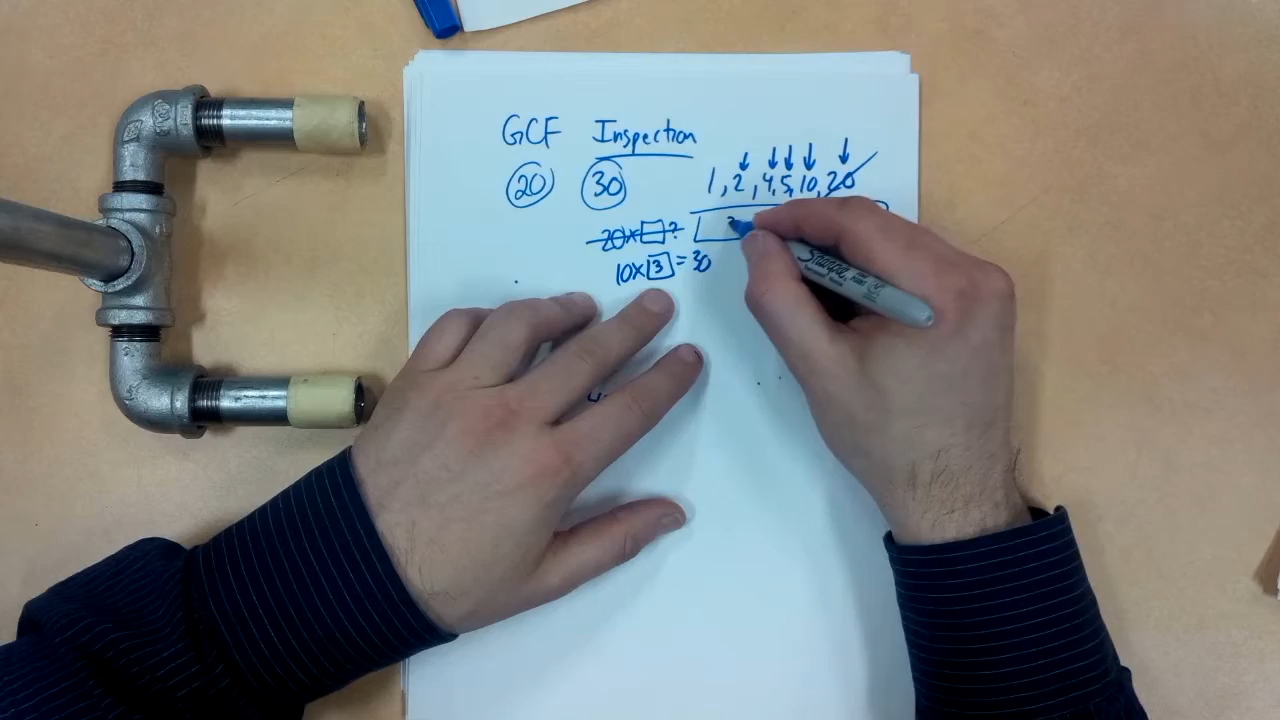 GCF Inspection
20 30 1, 2, 4, 5, 10, 20
20 x □ ?
10 x 3 = 30
Sharpie